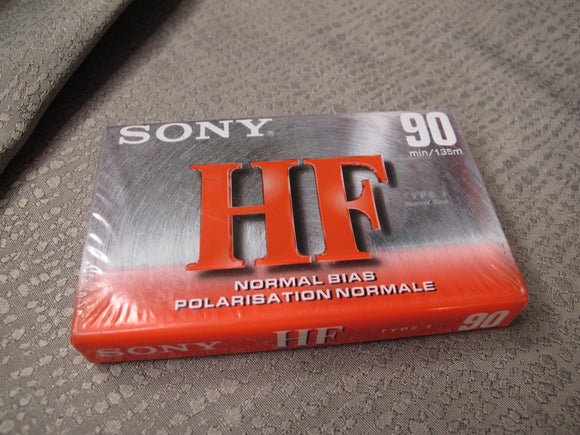 SONY®
90
min/135m
HF
NORMAL BIAS
POLARISATION NORMALE
SONY HF TYPE I 90